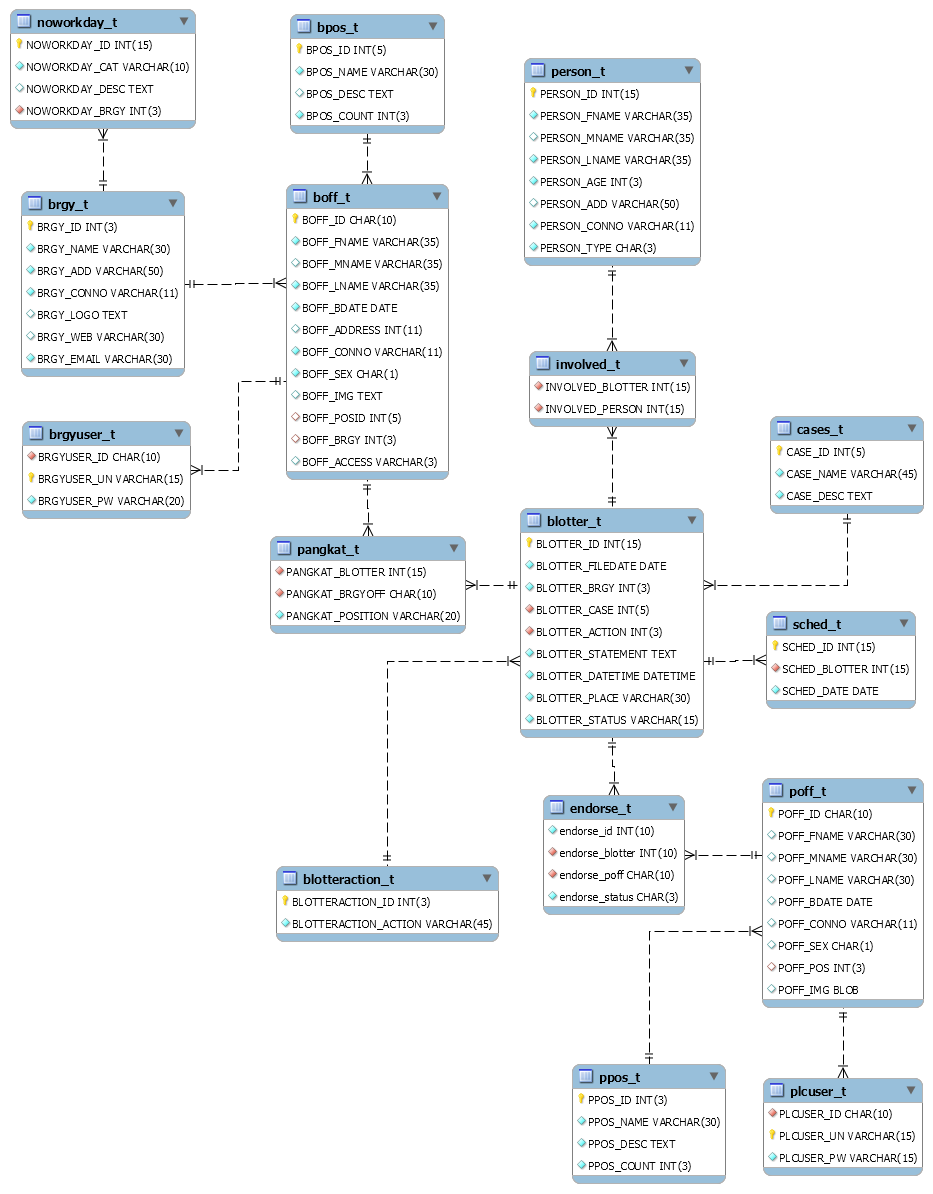 noworkday_t
NOWORKDAY_ID INT(15)
NOWORKDAY_CAT VARCHAR(10)
NOWORKDAY_DESC TEXT
NOWORKDAY_BRGY INT(3)
bpos_t
BPOS_ID INT(5)
BPOS_NAME VARCHAR(30)
BPOS_DESC TEXT
BPOS_COUNT INT(3)
person_t
PERSON_ID INT(15)
PERSON_FNAME VARCHAR(35)
PERSON_MNAME VARCHAR(35)
PERSON_LNAME VARCHAR(35)
PERSON_AGE INT(3)
PERSON_ADD VARCHAR(50)
PERSON_CONNO VARCHAR(11)
PERSON_TYPE CHAR(3)
brgy_t
BRGY_ID INT(3)
BRGY_NAME VARCHAR(30)
BRGY_ADD VARCHAR(50)
BRGY_CONNO VARCHAR(11)
BRGY_LOGO TEXT
BRGY_WEB VARCHAR(30)
BRGY_EMAIL VARCHAR(30)
boff_t
BOFF_ID CHAR(10)
BOFF_FNAME VARCHAR(35)
BOFF_MNAME VARCHAR(35)
BOFF_LNAME VARCHAR(35)
BOFF_BDATE DATE
BOFF_ADDRESS INT(11)
BOFF_CONNO VARCHAR(11)
BOFF_SEX CHAR(1)
BOFF_IMG TEXT
BOFF_POSID INT(5)
BOFF_BRGY INT(3)
BOFF_ACCESS VARCHAR(3)
involved_t
INVOLVED_BLOTTER INT(15)
INVOLVED_PERSON INT(15)
brgyuser_t
BRGYUSER_ID CHAR(10)
BRGYUSER_UN VARCHAR(15)
BRGYUSER_PW VARCHAR(20)
cases_t
CASE_ID INT(5)
CASE_NAME VARCHAR(45)
CASE_DESC TEXT
pangkat_t
PANGKAT_BLOTTER INT(15)
PANGKAT_BRGYOFF CHAR(10)
PANGKAT_POSITION VARCHAR(20)
blotter_t
BLOTTER_ID INT(15)
BLOTTER_FILEDATE DATE
BLOTTER_BRGY INT(3)
BLOTTER_CASE INT(5)
BLOTTER_ACTION INT(3)
BLOTTER_STATEMENT TEXT
BLOTTER_DATETIME DATETIME
BLOTTER_PLACE VARCHAR(30)
BLOTTER_STATUS VARCHAR(15)
sched_t
SCHED_ID INT(15)
SCHED_BLOTTER INT(15)
SCHED_DATE DATE
endorse_t
endorse_id INT(10)
endorse_blotter INT(10)
endorse_poff CHAR(10)
endorse_status CHAR(3)
poff_t
POFF_ID CHAR(10)
POFF_FNAME VARCHAR(30)
POFF_MNAME VARCHAR(30)
POFF_LNAME VARCHAR(30)
POFF_BDATE DATE
POFF_CONNO VARCHAR(11)
POFF_SEX CHAR(1)
POFF_POS INT(3)
POFF_IMG BLOB
blotteraction_t
BLOTTERACTION_ID INT(3)
BLOTTERACTION_ACTION VARCHAR(45)
ppos_t
PPOS_ID INT(3)
PPOS_NAME VARCHAR(30)
PPOS_DESC TEXT
PPOS_COUNT INT(3)
plcuser_t
PLCUSER_ID CHAR(10)
PLCUSER_UN VARCHAR(15)
PLCUSER_PW VARCHAR(15)